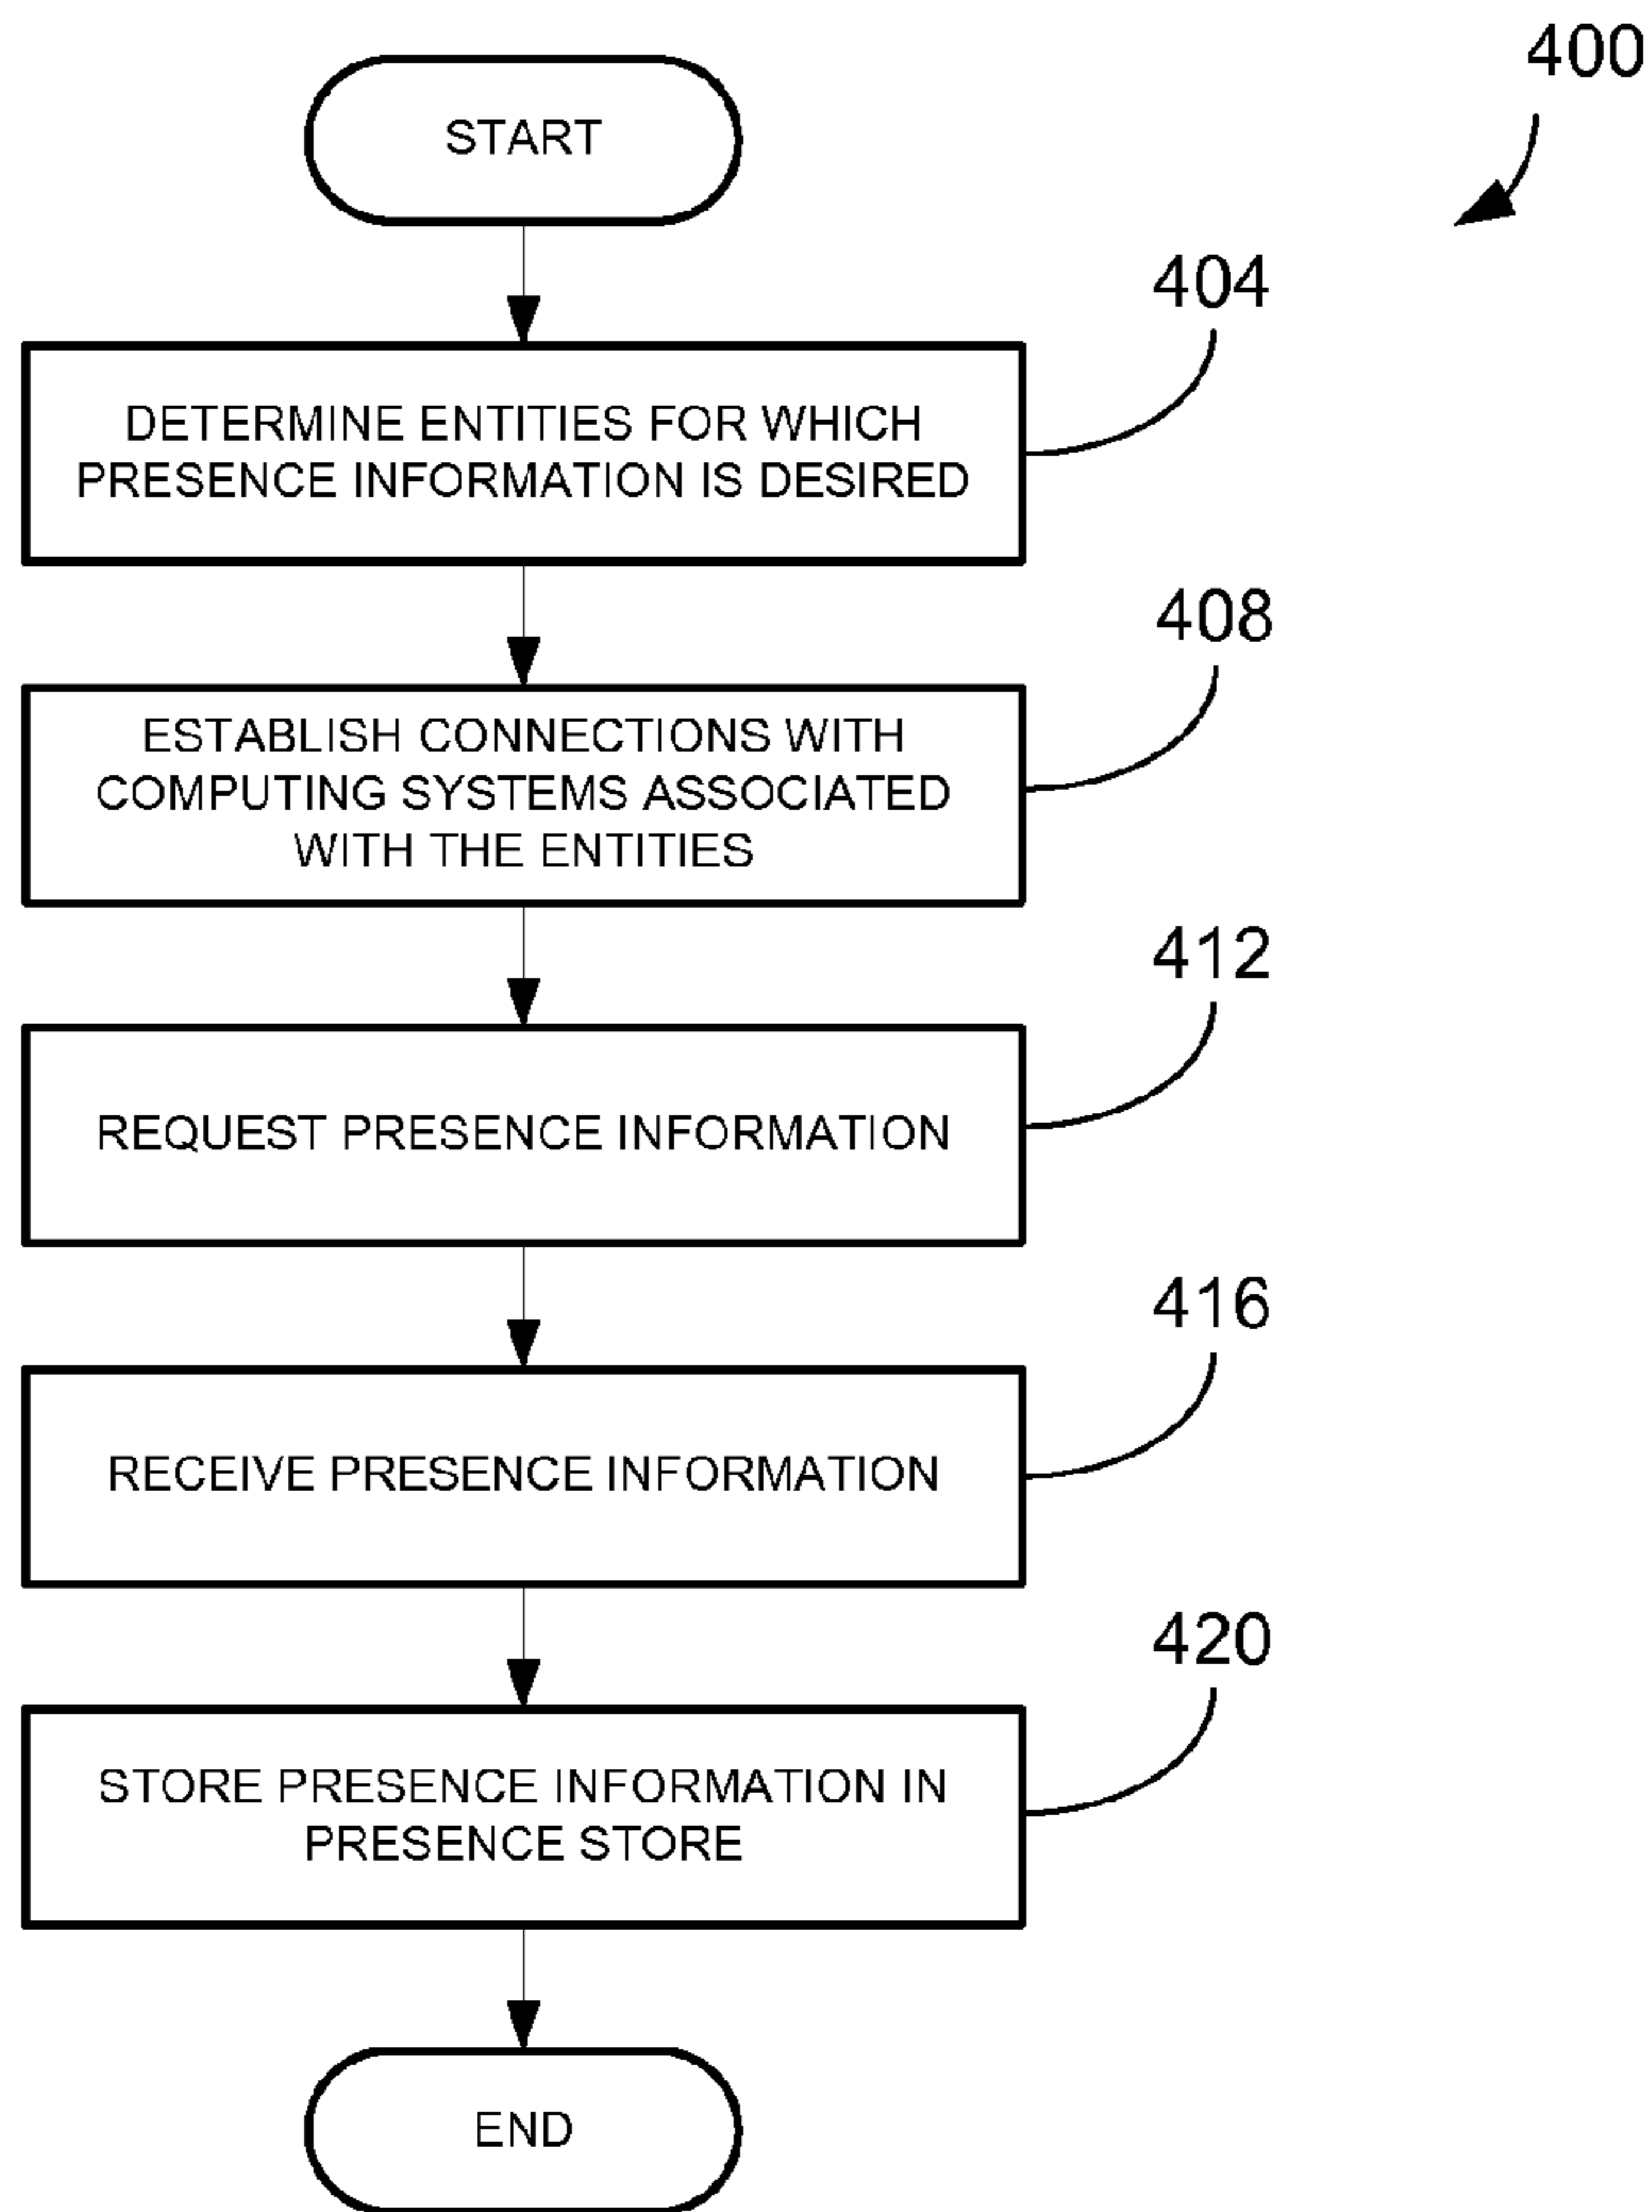 400
START
404
DETERMINE ENTITIES FOR WHICH
PRESENCE INFORMATION IS DESIRED
408
ESTABLISH CONNECTIONS WITH
COMPUTING SYSTEMS ASSOCIATED
WITH THE ENTITIES
412
REQUEST PRESENCE INFORMATION
416
RECEIVE PRESENCE INFORMATION
420
STORE PRESENCE INFORMATION IN
PRESENCE STORE
END